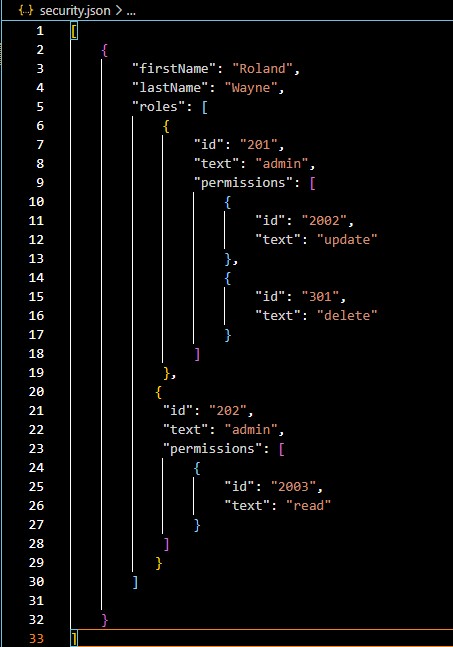 {..} security.json > ...
1 [
2 {
3 "firstName": "Roland",
4 "lastName": "Wayne",
5 "roles": [
6 {
7 "id": "201",
8 "text": "admin",
9 "permissions": [
10 {
11 "id": "2002",
12 "text": "update"
13 },
14 {
15 "id": "301",
16 "text": "delete"
17 }
18 ]
19 },
20 {
21 "id": "202",
22 "text": "admin",
23 "permissions": [
24 {
25 "id": "2003",
26 "text": "read"
27 }
28 ]
29 }
30 ]
31
32 }
33 ]